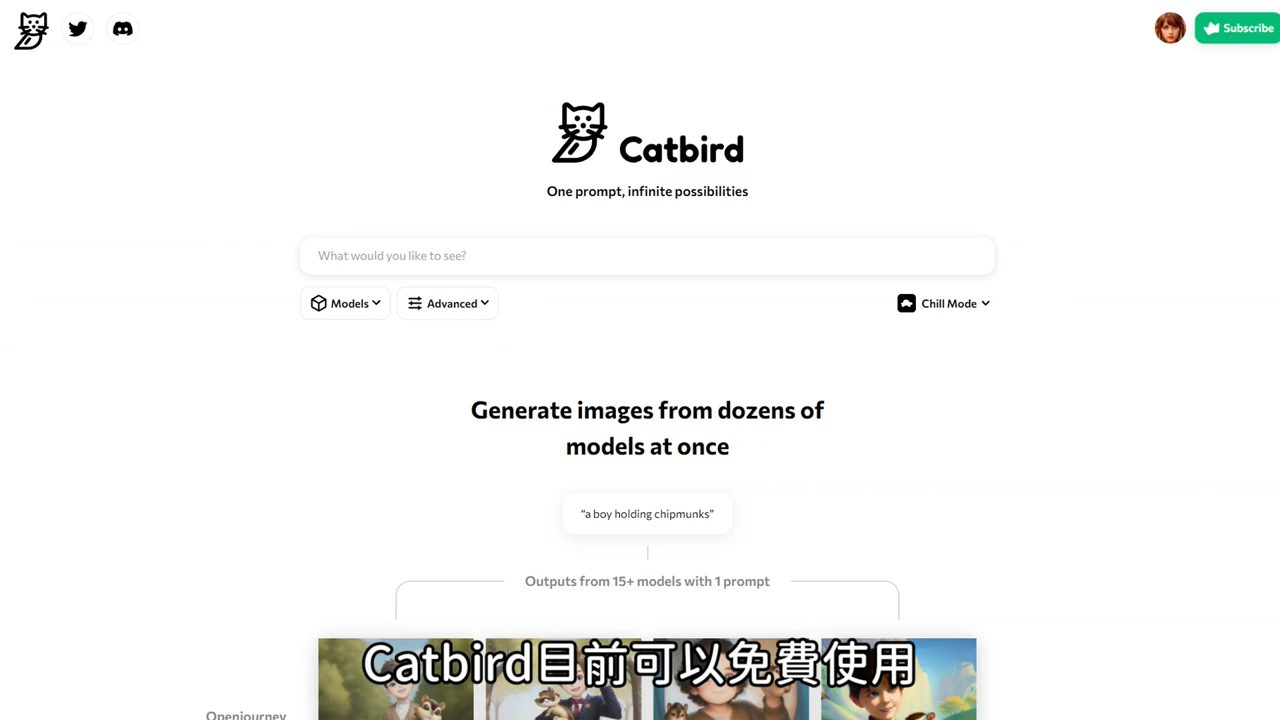 Subscribe
Catbird
One prompt, infinite possibilities
What would you like to see?
Models
Advanced
Chill Mode
Generate images from dozens of
models at once
“a boy holding chipmunks”
Outputs from 15+ models with 1 prompt
Catbird目前可以免費使用
Openjourney